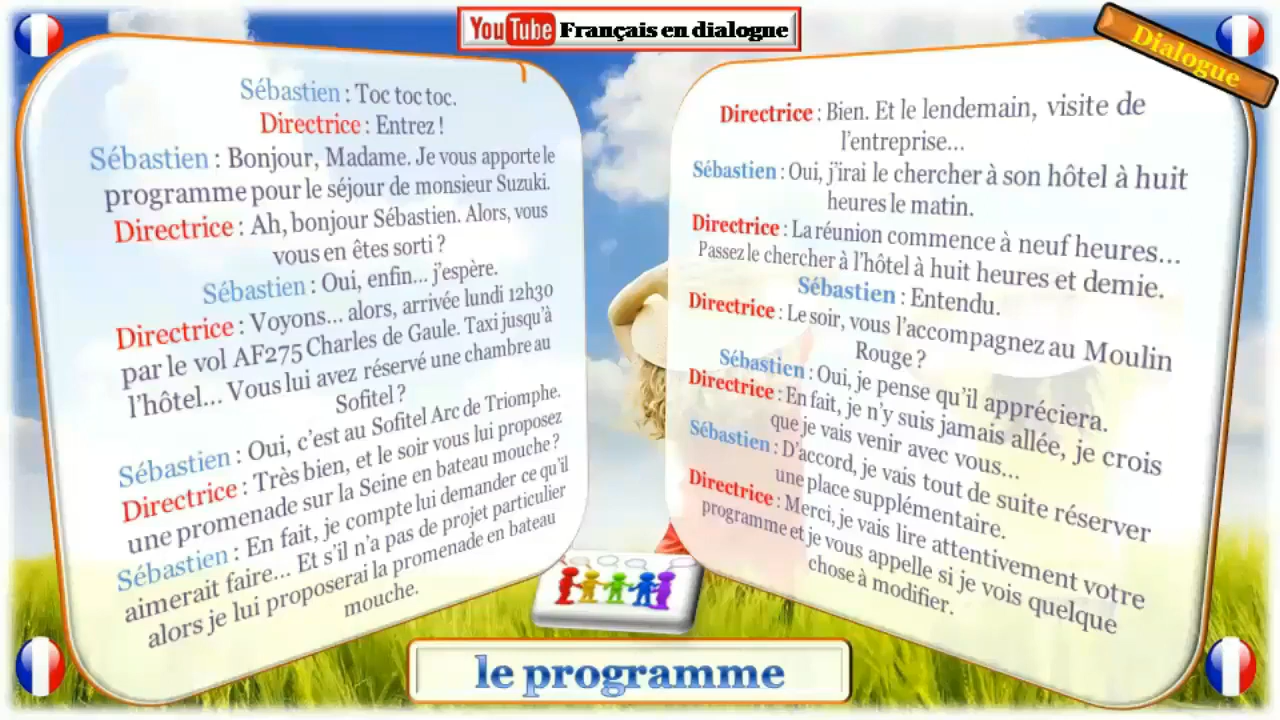 YouTube Français en dialogue
Dialogue
Sébastien : Toc toc toc.
Directrice : Entrez !
Sébastien : Bonjour, Madame. Je vous apporte le
programme pour le séjour de monsieur Suzuki.
Directrice : Ah, bonjour Sébastien. Alors, vous
vous en êtes sorti ?
Sébastien : Oui, enfin... j'espère.
Directrice : Voyons... alors, arrivée lundi 12h30
par le vol AF275 Charles de Gaule. Taxi jusqu'à
l'hôtel... Vous lui avez réservé une chambre au
Sofitel ?
Sébastien : Oui, c'est au Sofitel Arc de Triomphe.
Directrice : Très bien, et le soir vous lui proposez
une promenade sur la Seine en bateau mouche ?
Sébastien : En fait, je compte lui demander ce qu'il
aimerait faire... Et s'il n'a pas de projet particulier
alors je lui proposerai la promenade en bateau
mouche.
Directrice : Bien. Et le lendemain, visite de
l'entreprise...
Sébastien : Oui, j'irai le chercher à son hôtel à huit
heures le matin.
Directrice : La réunion commence à neuf heures...
Passez le chercher à l'hôtel à huit heures et demie.
Sébastien : Entendu.
Directrice : Le soir, vous l'accompagnez au Moulin
Rouge ?
Sébastien : Oui, je pense qu'il appréciera.
Directrice : En fait, je n'y suis jamais allée, je crois
que je vais venir avec vous...
Sébastien : D'accord, je vais tout de suite réserver
une place supplémentaire.
Directrice : Merci, je vais lire attentivement votre
programme et je vous appelle si je vois quelque
chose à modifier.
le programme